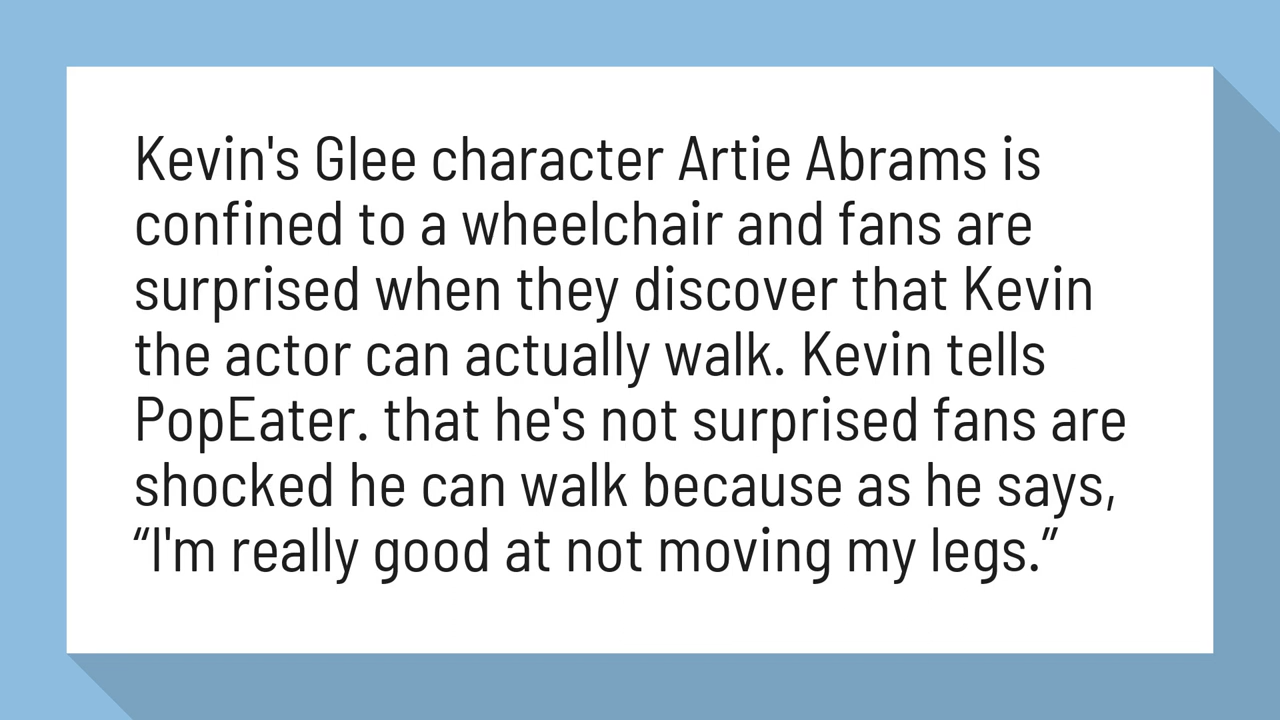 Kevin's Glee character Artie Abrams is
confined to a wheelchair and fans are
surprised when they discover that Kevin
the actor can actually walk. Kevin tells
PopEater. that he's not surprised fans are
shocked he can walk because as he says,
“I'm really good at not moving my legs.”